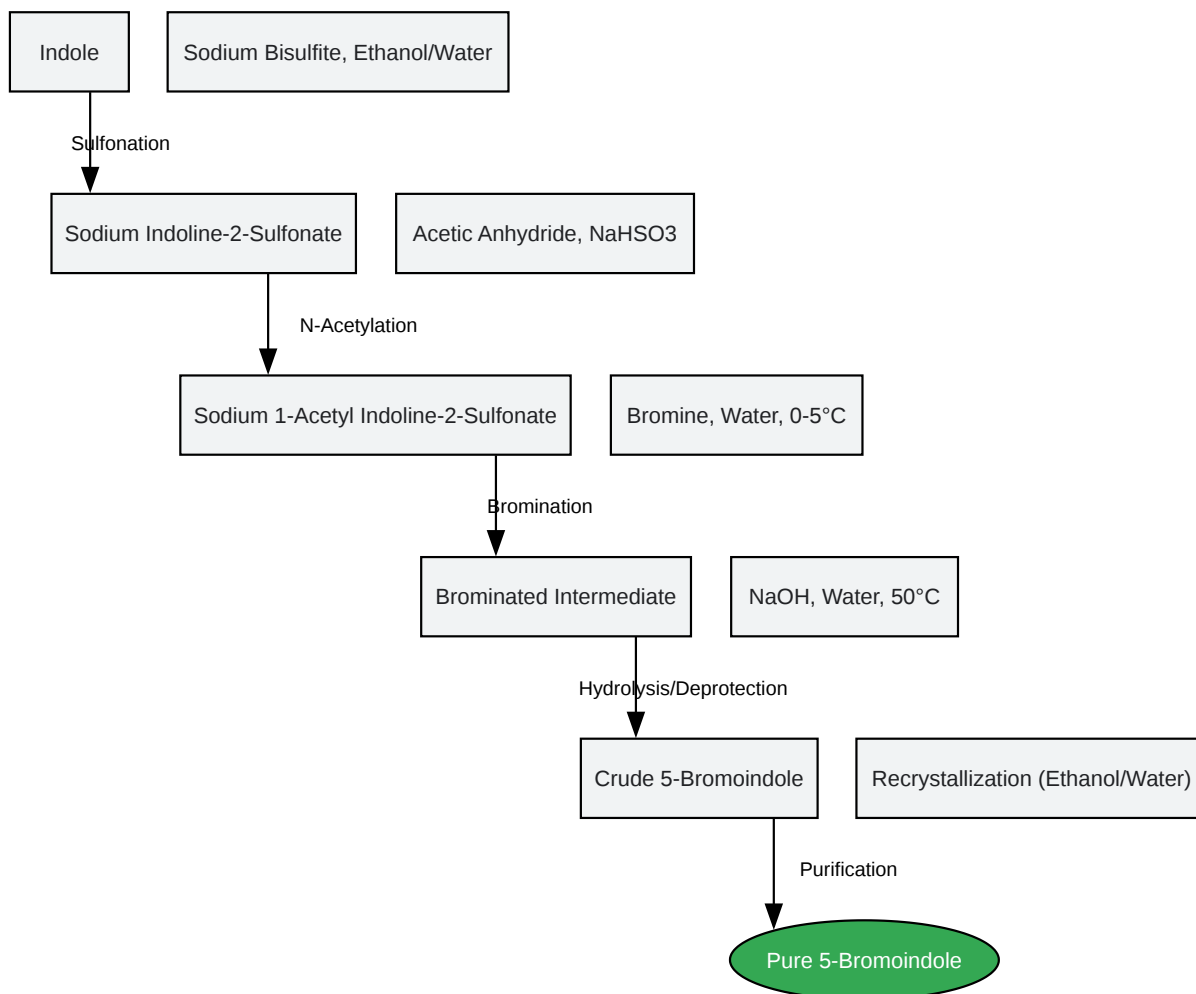 Indole
Sodium Bisulfite, Ethanol/Water
Sulfonation
Sodium Indoline-2-Sulfonate
Acetic Anhydride, NaHSO3
N-Acetylation
Sodium 1-Acetyl Indoline-2-Sulfonate
Bromine, Water, 0-5°C
Bromination
Brominated Intermediate
NaOH, Water, 50°C
Hydrolysis/Deprotection
Crude 5-Bromoindole
Recrystallization (Ethanol/Water)
Purification
Pure 5-Bromoindole